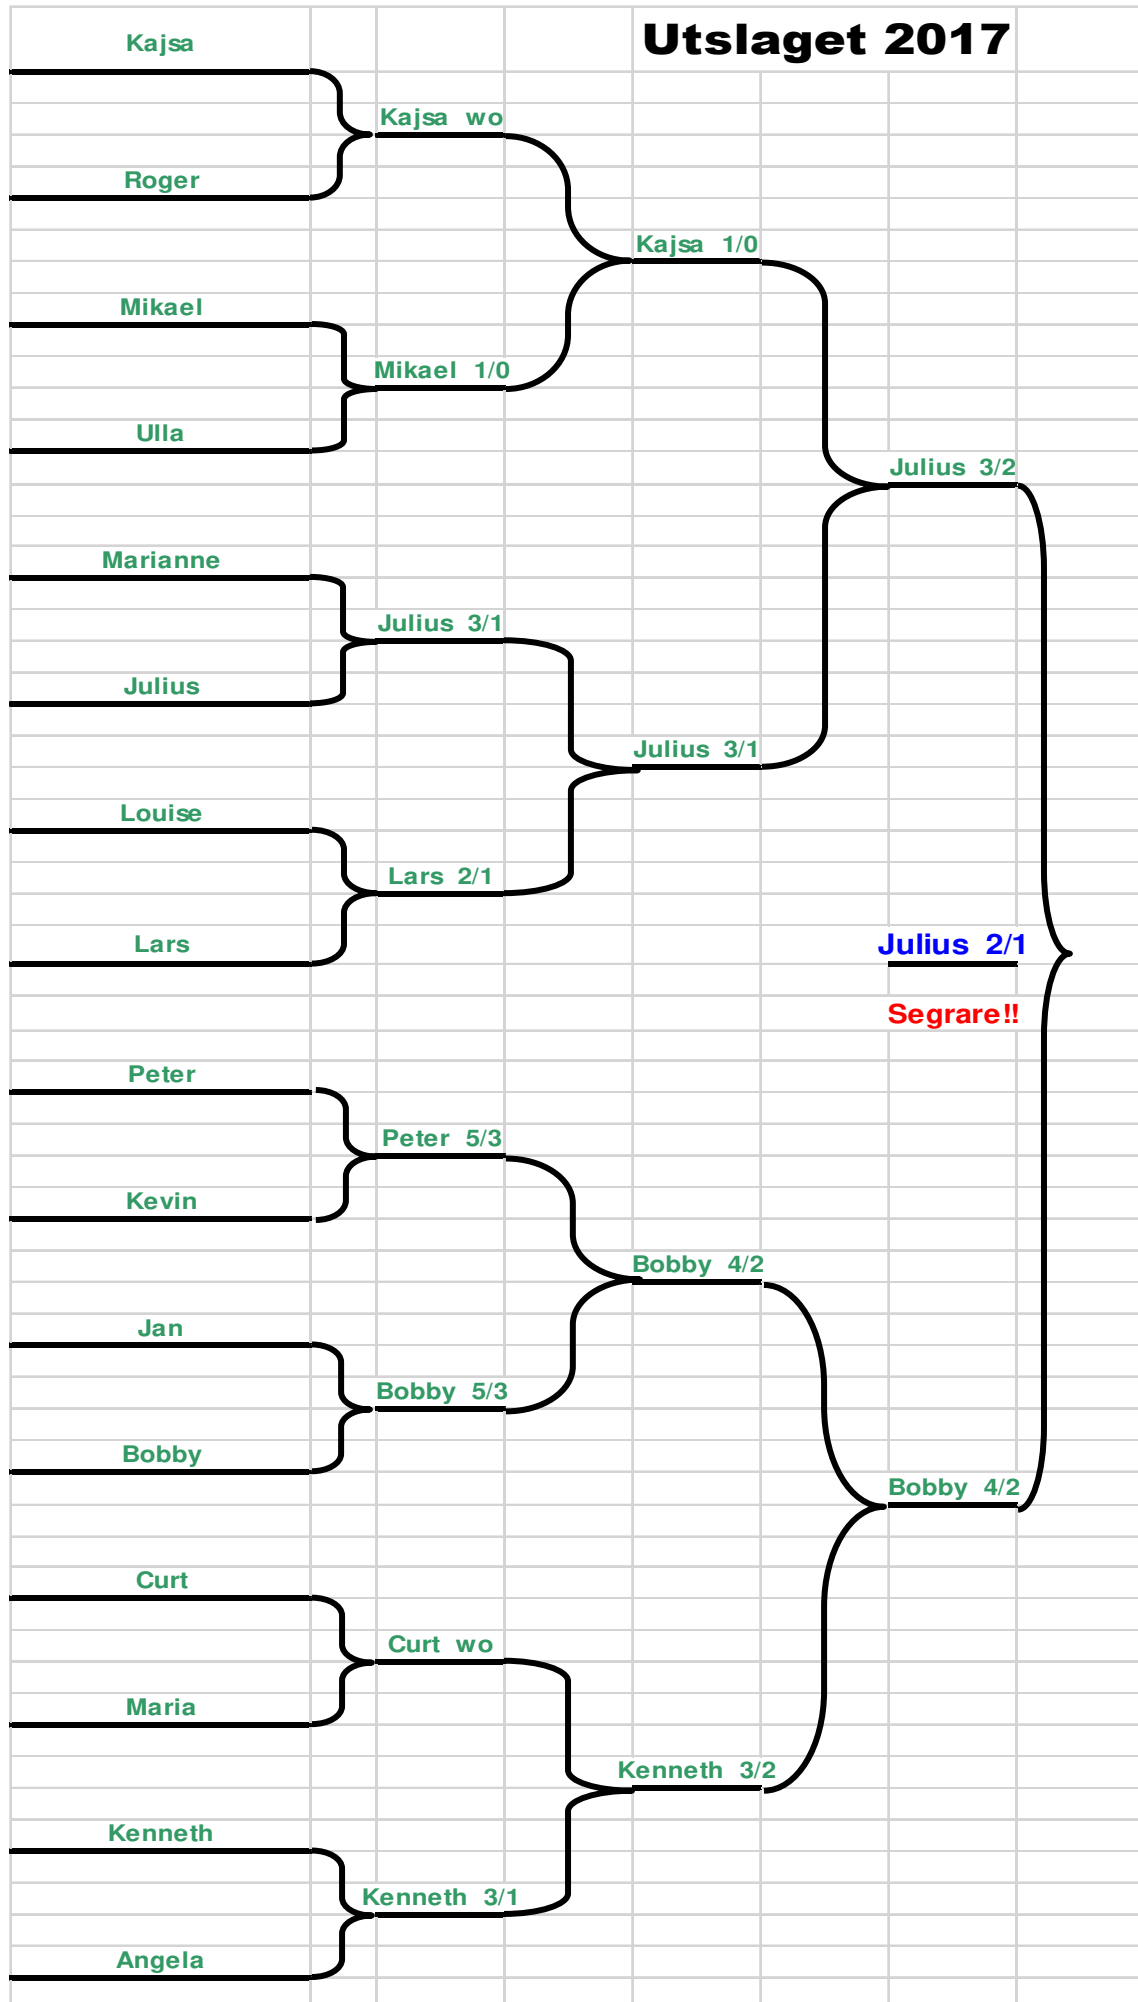 Utslaget 2017
Kajsa
Kajsa wo
Roger
Kajsa 1/0
Mikael
Mikael 1/0
Ulla
Julius 3/2
Marianne
Julius 3/1
Julius
Julius 3/1
Louise
Lars 2/1
Lars
Julius 2/1
Segrare!!
Peter
Peter 5/3
Kevin
Bobby 4/2
Jan
Bobby 5/3
Bobby
Bobby 4/2
Curt
Curt wo
Maria
Kenneth 3/2
Kenneth
Kenneth 3/1
Angela